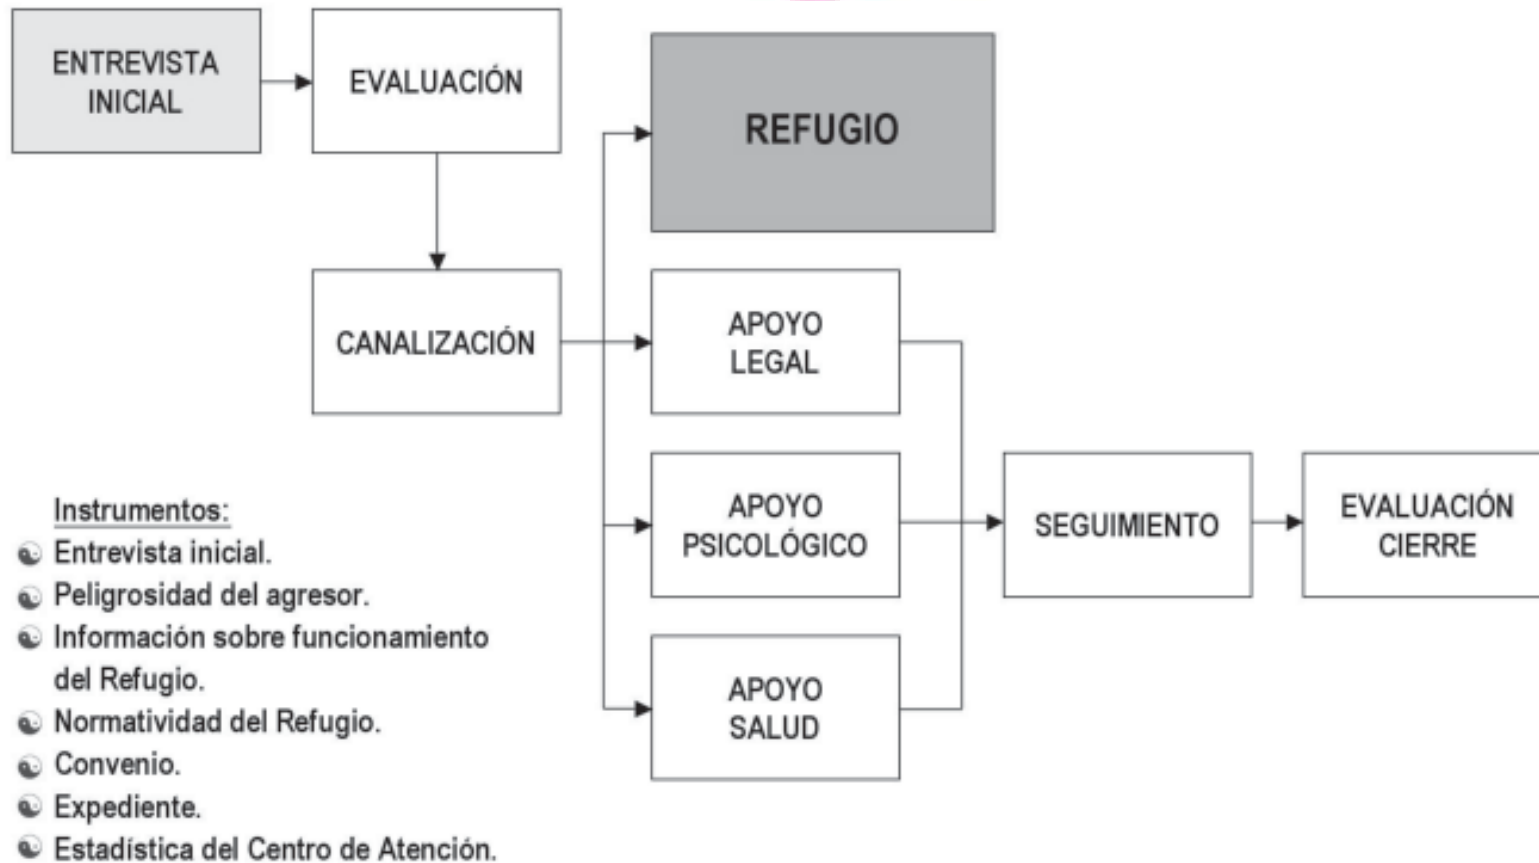 ENTREVISTA
INICIAL
EVALUACIÓN
REFUGIO
CANALIZACIÓN
APOYO
LEGAL
APOYO
PSICOLÓGICO
SEGUIMIENTO
EVALUACIÓN
CIERRE
APOYO
SALUD
Instrumentos:
Entrevista inicial.
Peligrosidad del agresor.
Información sobre funcionamiento
del Refugio.
Normatividad del Refugio.
Convenio.
Expediente.
Estadística del Centro de Atención.